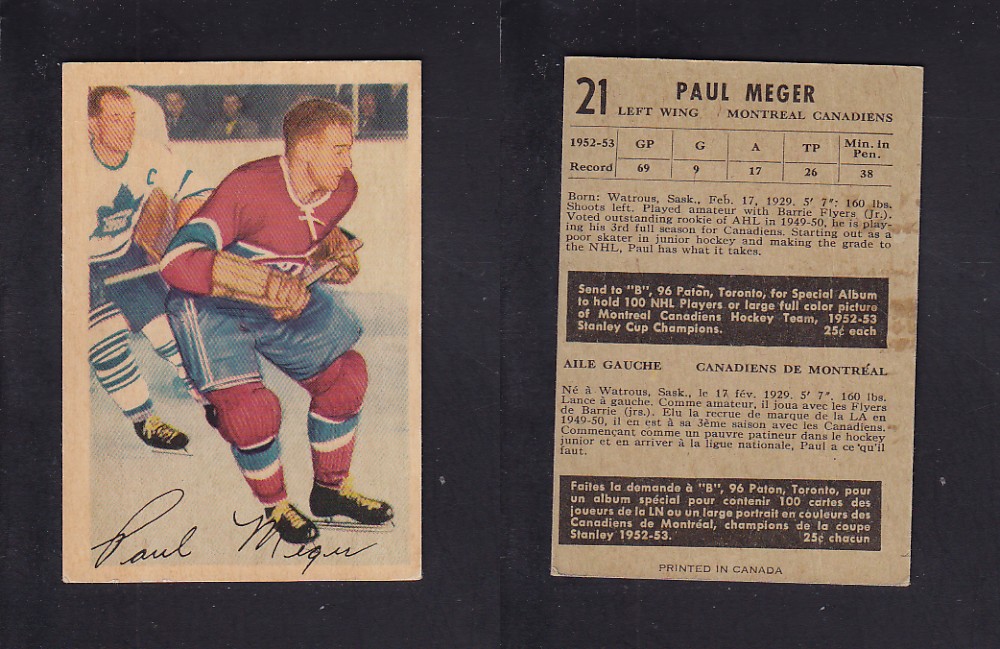 C
Paul Meger
21 PAUL MEGER
LEFT WING MONTREAL CANADIENS
1952-53 GP G A TP Min. in Pen.
Record 69 9 17 26 38
Born: Watrous, Sask., Feb. 17, 1929. 5' 7": 160 lbs.
Shoots left. Played amateur with Barrie Flyers (Jr.).
Voted outstanding rookie of AHL in 1949-50, he is play-
ing his 3rd full season for Canadiens. Starting out as a
poor skater in junior hockey and making the grade to
the NHL, Paul has what it takes.
Send to "B", 96 Paton, Toronto, for Special Album
to hold 100 NHL Players or large full color picture
of Montreal Canadiens Hockey Team, 1952-53
Stanley Cup Champions. 25¢ each
AILE GAUCHE CANADIENS DE MONTRÉAL
Né à Watrous, Sask., le 17 fév. 1929. 5' 7". 160 lbs.
Lance à gauche. Comme amateur, il joua avec les Flyers
de Barrie (jrs.). Elu la recrue de marque de la LA en
1949-50, il en est à sa 3ème saison avec les Canadiens.
Commençant comme un pauvre patineur dans le hockey
junior et en arriver à la ligue nationale, Paul a ce qu'il
faut.
Faites la demande à "B", 96 Paton, Toronto, pour
un album spécial pour contenir 100 cartes des
joueurs de la LN ou un large portrait en couleurs des
Canadiens de Montréal, champions de la coupe
Stanley 1952-53. 25¢ chacun
PRINTED IN CANADA